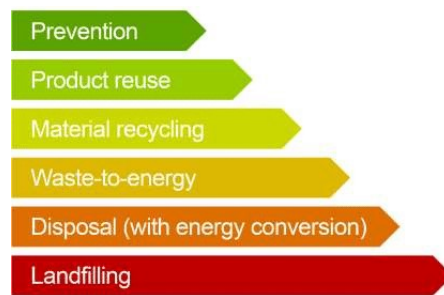 Prevention
Product reuse
Material recycling
Waste-to-energy
Disposal (with energy conversion)
Landfilling